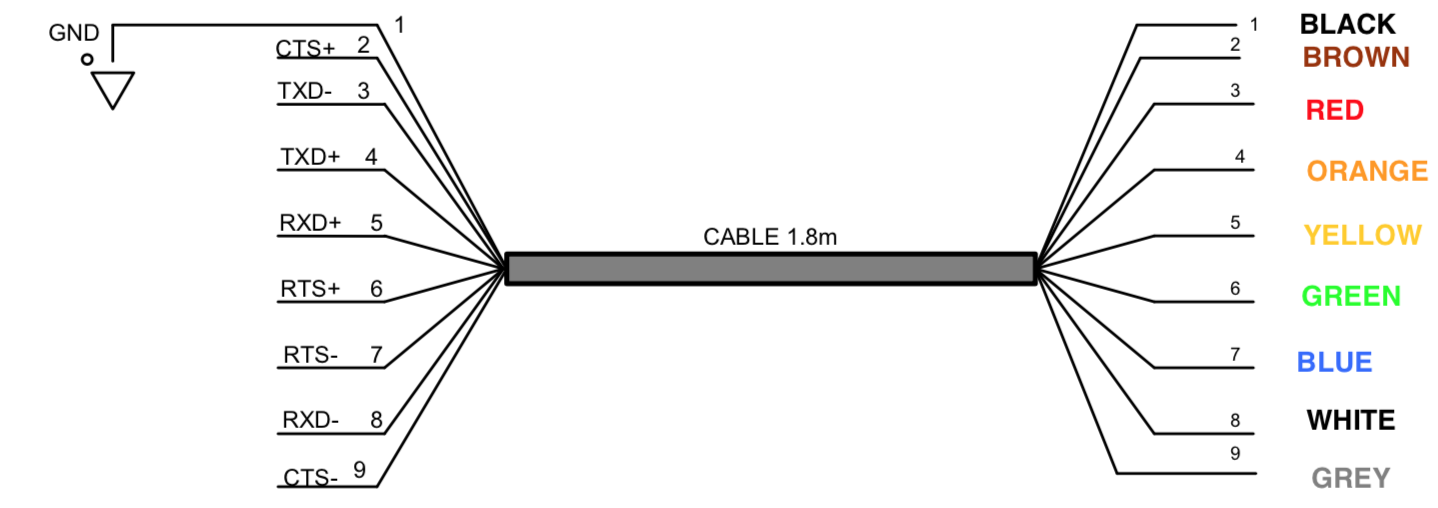 GND 1 1 BLACK
CTS+ 2 2 BROWN
TXD- 3 3 RED
TXD+ 4 4 ORANGE
RXD+ 5 5 YELLOW
CABLE 1.8m
RTS+ 6 6 GREEN
RTS- 7 7 BLUE
RXD- 8 8 WHITE
CTS- 9 9 GREY